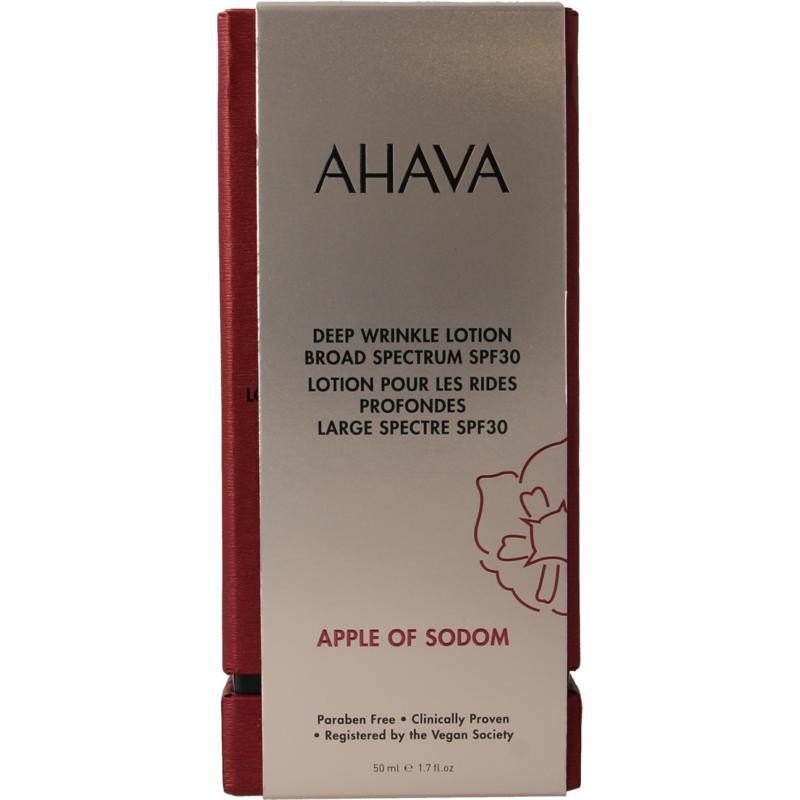 AHAVA
DEEP WRINKLE LOTION
BROAD SPECTRUM SPF30
LOTION POUR LES RIDES
PROFONDES
LARGE SPECTRE SPF30
APPLE OF SODOM
Paraben Free • Clinically Proven
• Registered by the Vegan Society
50 ml ℮ 1.7 fl.oz